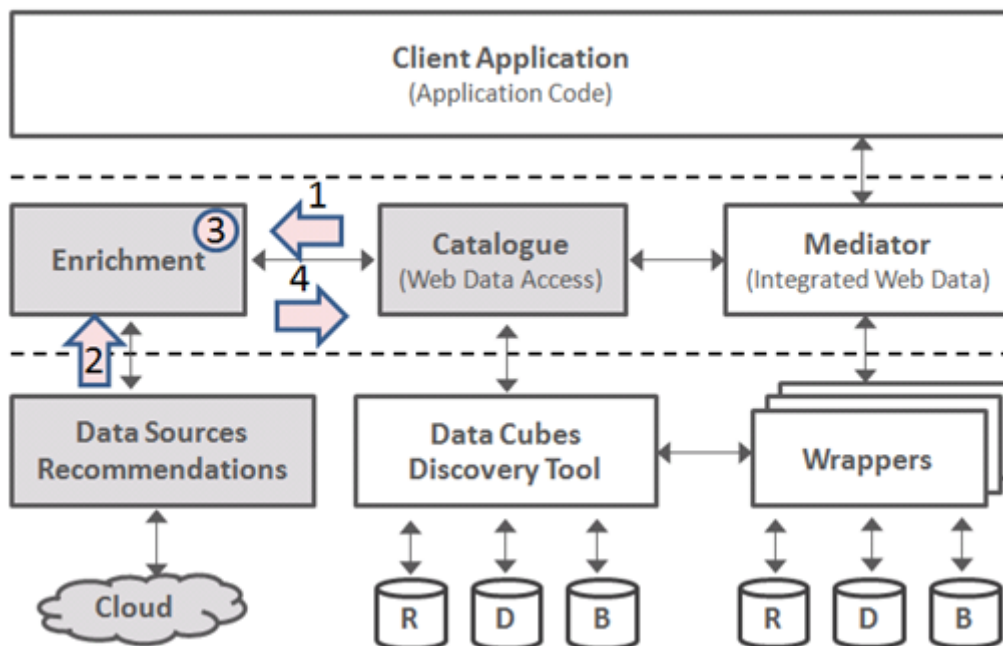 Client Application
(Application Code)
1
3
Enrichment
Catalogue
(Web Data Access)
Mediator
(Integrated Web Data)
4
2
Data Sources
Recommendations
Data Cubes
Discovery Tool
Wrappers
Cloud
R
D
B
R
D
B